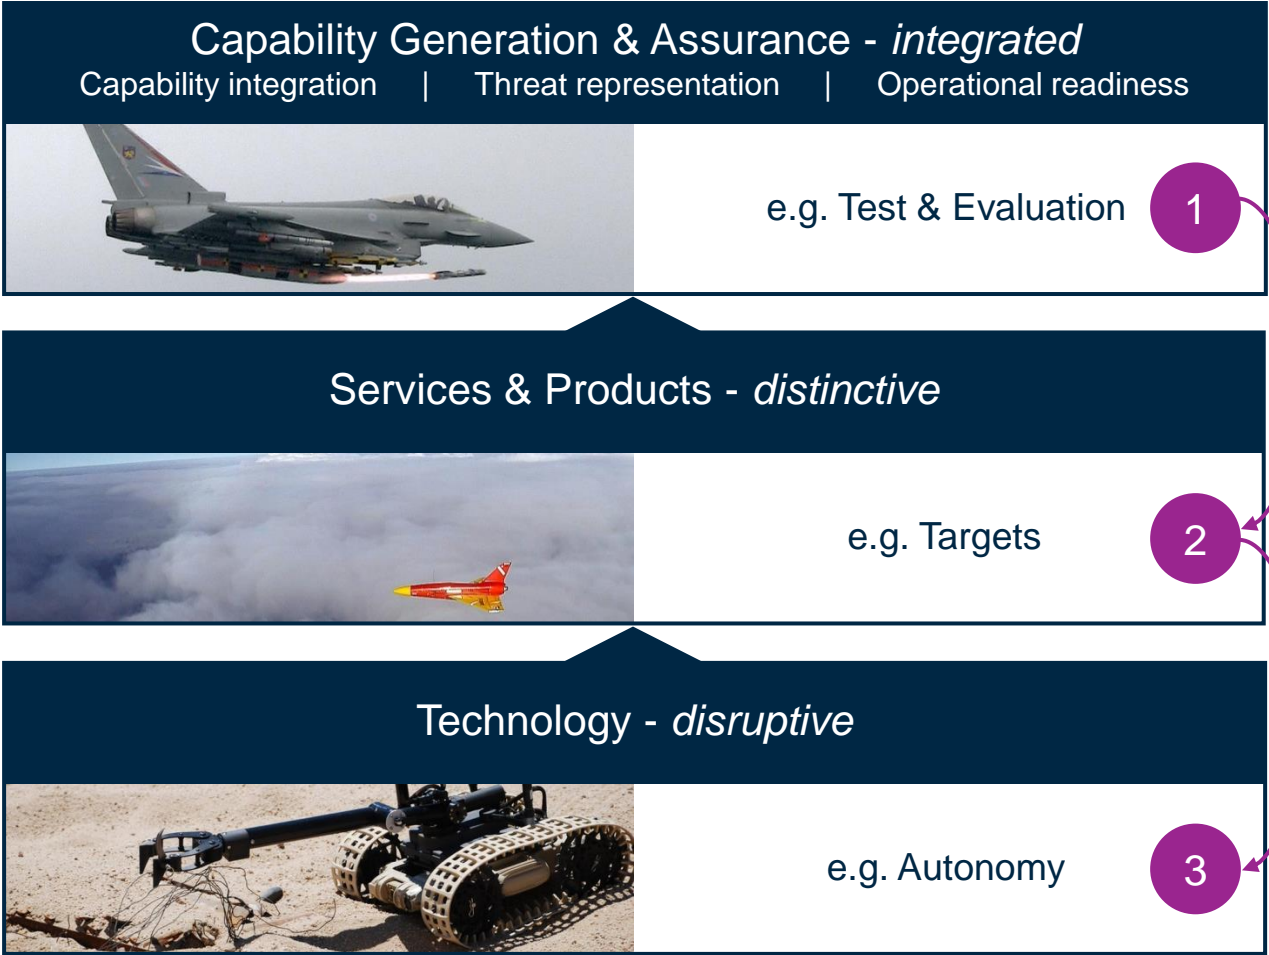 Capability Generation & Assurance - integrated
Capability integration | Threat representation | Operational readiness
e.g. Test & Evaluation
1
Services & Products - distinctive
e.g. Targets
2
Technology - disruptive
e.g. Autonomy
3